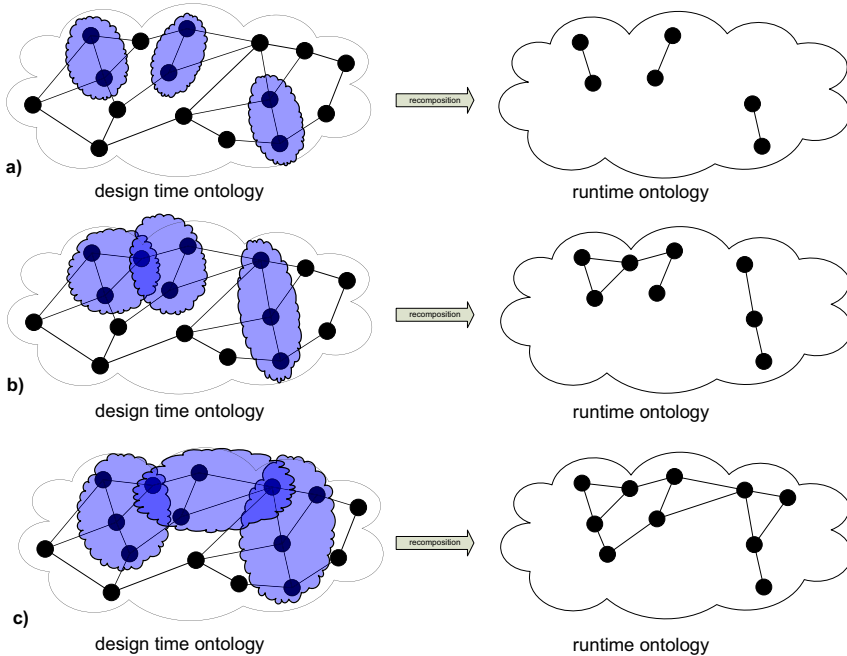 recomposition
a)
design time ontology
runtime ontology
recomposition
b)
design time ontology
runtime ontology
recomposition
c)
design time ontology
runtime ontology